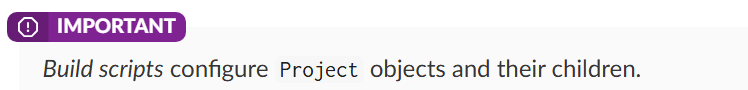 IMPORTANT
Build scripts configure Project objects and their children.